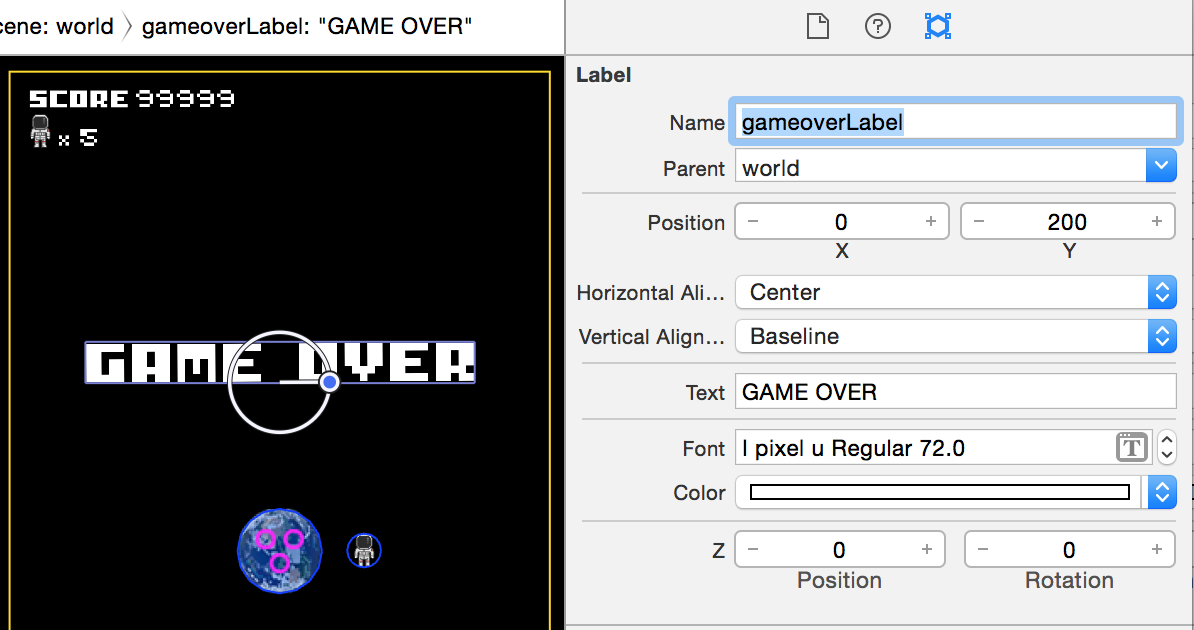 cene: world 〉 gameoverLabel: "GAME OVER"
SCORE 99999
x 5
GAME OVER
Label
Name gameoverLabel
Parent world
Position − 0 + − 200 +
X Y
Horizontal Ali... Center
Vertical Align... Baseline
Text GAME OVER
Font I pixel u Regular 72.0 T
Color
Z − 0 + − 0 +
Position Rotation